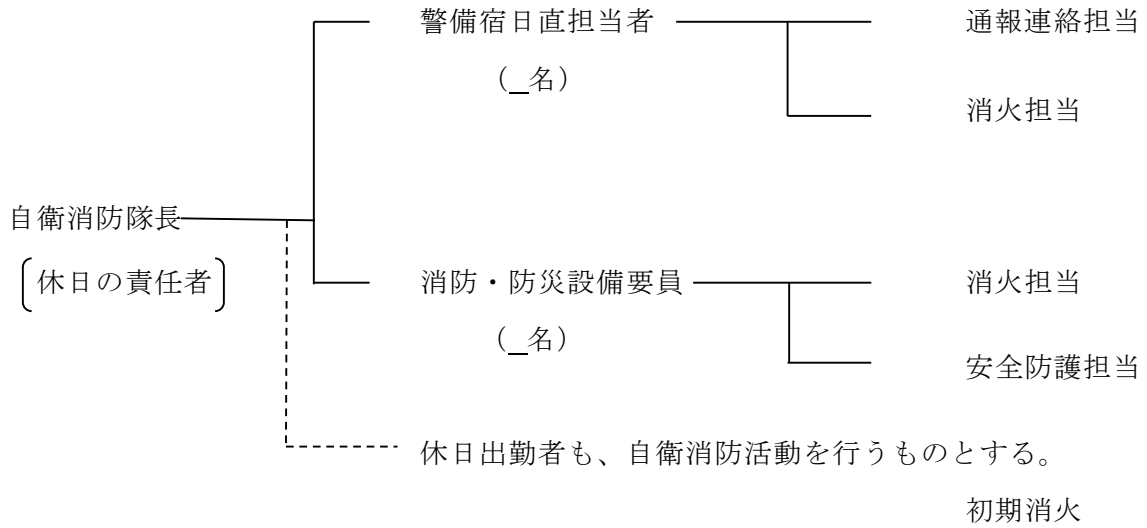 警備宿日直担当者 通報連絡担当
（_名）
消火担当
自衛消防隊長
休日の責任者
消防・防災設備要員 消火担当
（_名）
安全防護担当
休日出勤者も、自衛消防活動を行うものとする。
初期消火